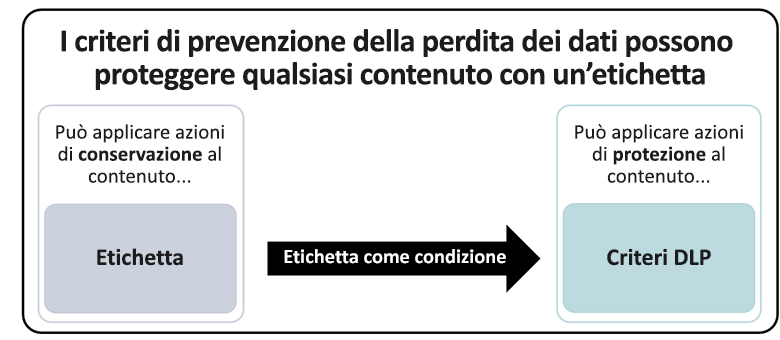 I criteri di prevenzione della perdita dei dati possono
proteggere qualsiasi contenuto con un'etichetta
Può applicare azioni
di conservazione al
contenuto...
Etichetta
Etichetta come condizione
Può applicare azioni
di protezione al
contenuto...
Criteri DLP